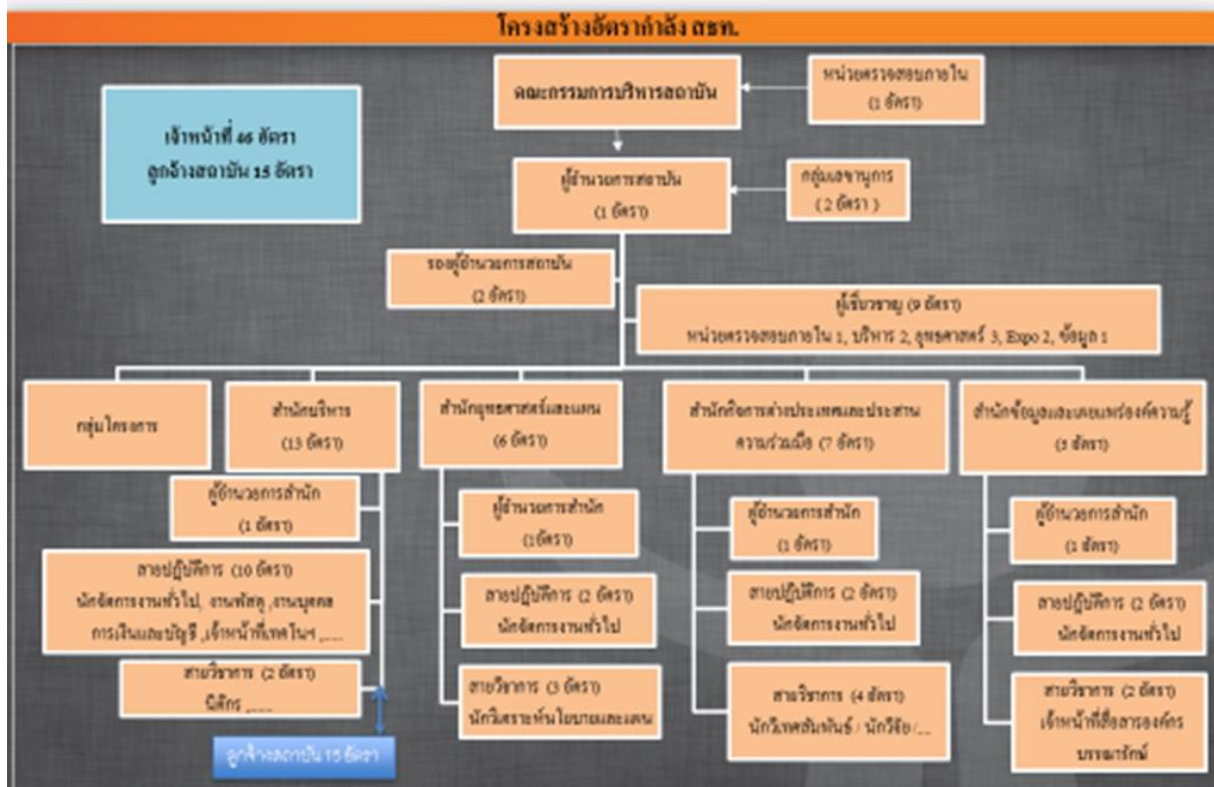 โครงสร้างอัตรากำลัง สธท.
คณะกรรมการบริหารสถาบัน
หน่วยตรวจสอบภายใน
(1 อัตรา)
เจ้าหน้าที่ 46 อัตรา
ลูกจ้างสถาบัน 15 อัตรา
ผู้อำนวยการสถาบัน
(1 อัตรา)
กลุ่มเลขานุการ
( 2 อัตรา )
รองผู้อำนวยการสถาบัน
(2 อัตรา)
ผู้เชี่ยวชาญ (9 อัตรา)
หน่วยตรวจสอบภายใน 1, บริหาร 2, ยุทธศาสตร์ 3, Expo 2, ข้อมูล 1
กลุ่มโครงการ
สำนักบริหาร
(13 อัตรา)
สำนักยุทธศาสตร์และแผน
(6 อัตรา)
สำนักกิจการต่างประเทศและประสาน
ความร่วมมือ (7 อัตรา)
สำนักข้อมูลและเผยแพร่องค์ความรู้
(5 อัตรา)
ผู้อำนวยการสำนัก
(1 อัตรา)
สายปฏิบัติการ (10 อัตรา)
นักจัดการงานทั่วไป, งานพัสดุ ,งานบุคคล
การเงินและบัญชี ,เจ้าหน้าที่เทคโนฯ ,.....
สายวิชาการ (2 อัตรา)
นิติกร ,.....
ลูกจ้างสถาบัน 15 อัตรา
ผู้อำนวยการสำนัก
(1อัตรา)
สายปฏิบัติการ (2 อัตรา)
นักจัดการงานทั่วไป
สายวิชาการ (3 อัตรา)
นักวิเคราะห์นโยบายและแผน
ผู้อำนวยการสำนัก
(1 อัตรา)
สายปฏิบัติการ (2 อัตรา)
นักจัดการงานทั่วไป
สายวิชาการ (4 อัตรา)
นักวิเทศสัมพันธ์ / นักวิจัย /....
ผู้อำนวยการสำนัก
(1 อัตรา)
สายปฏิบัติการ (2 อัตรา)
นักจัดการงานทั่วไป
สายวิชาการ (2 อัตรา)
เจ้าหน้าที่สื่อสารองค์กร
บรรณารักษ์